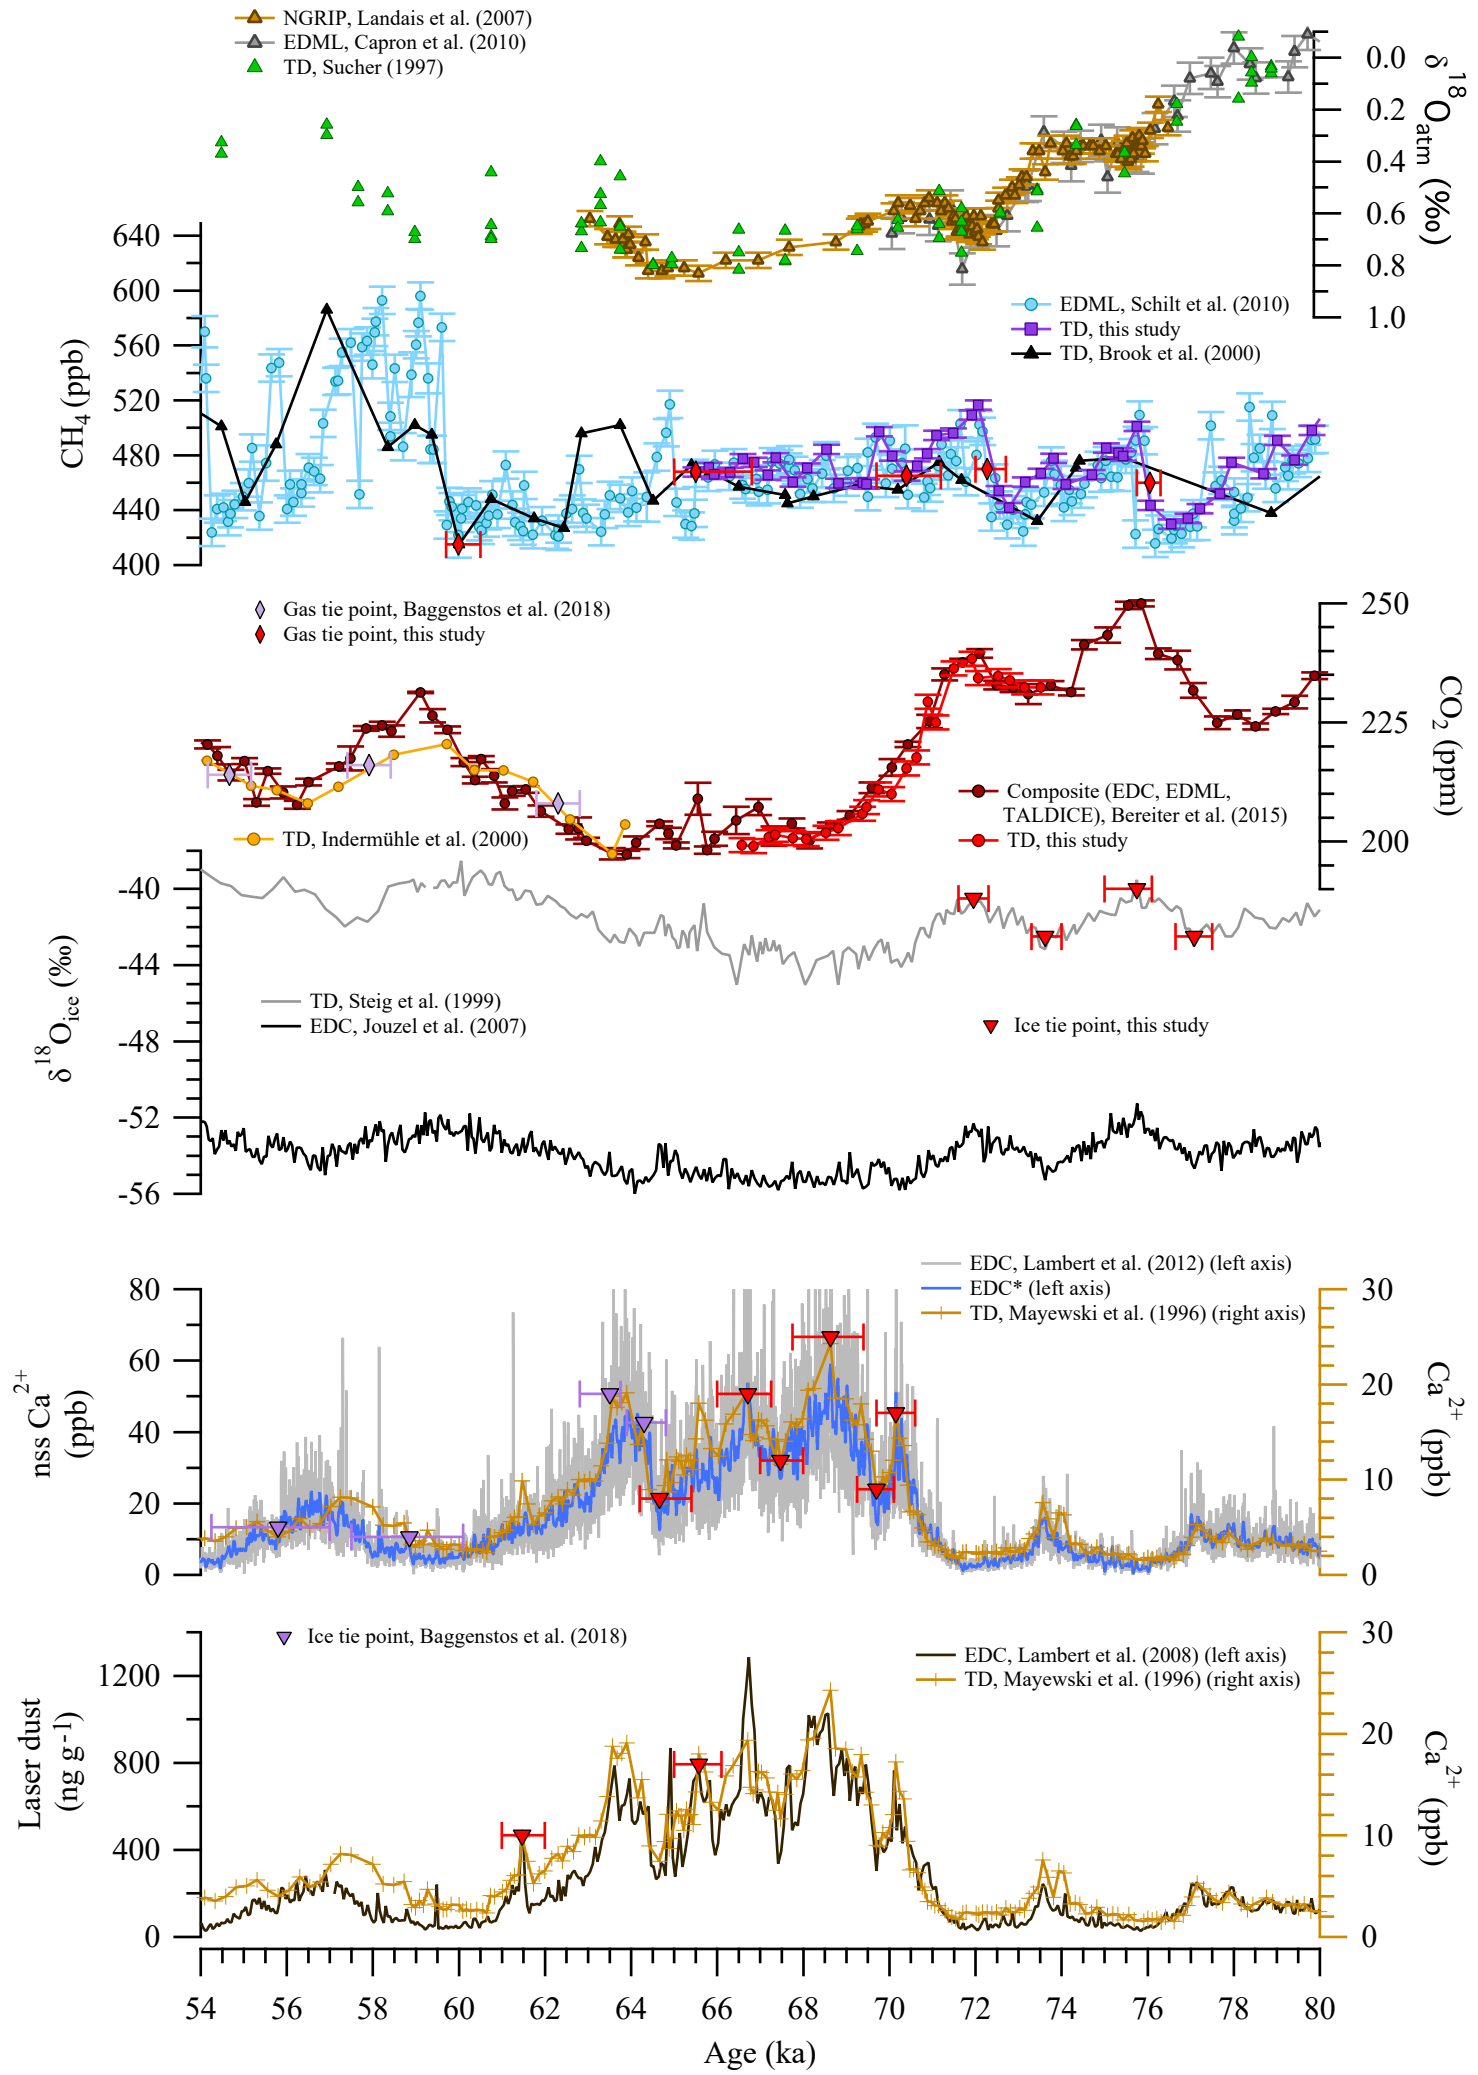 NGRIP, Landais et al. (2007)
EDML, Capron et al. (2010)
TD, Sucher (1997)
0.0
0.2
0.4
0.6
0.8
1.0
δ18Oatm (‰)
640
600
560
520
480
440
400
CH4 (ppb)
EDML, Schilt et al. (2010)
TD, this study
TD, Brook et al. (2000)
Gas tie point, Baggenstos et al. (2018)
Gas tie point, this study
250
225
200
CO2 (ppm)
Composite (EDC, EDML,
TALDICE), Bereiter et al. (2015)
TD, Indermühle et al. (2000)
TD, this study
-40
-44
-48
-52
-56
δ18Oice (‰)
TD, Steig et al. (1999)
EDC, Jouzel et al. (2007)
Ice tie point, this study
EDC, Lambert et al. (2012) (left axis)
EDC* (left axis)
TD, Mayewski et al. (1996) (right axis)
80
60
40
20
0
nss Ca2+
(ppb)
30
20
10
0
Ca2+ (ppb)
Ice tie point, Baggenstos et al. (2018)
EDC, Lambert et al. (2008) (left axis)
TD, Mayewski et al. (1996) (right axis)
1200
800
400
0
Laser dust
(ng g-1)
30
20
10
0
Ca2+ (ppb)
54 56 58 60 62 64 66 68 70 72 74 76 78 80
Age (ka)